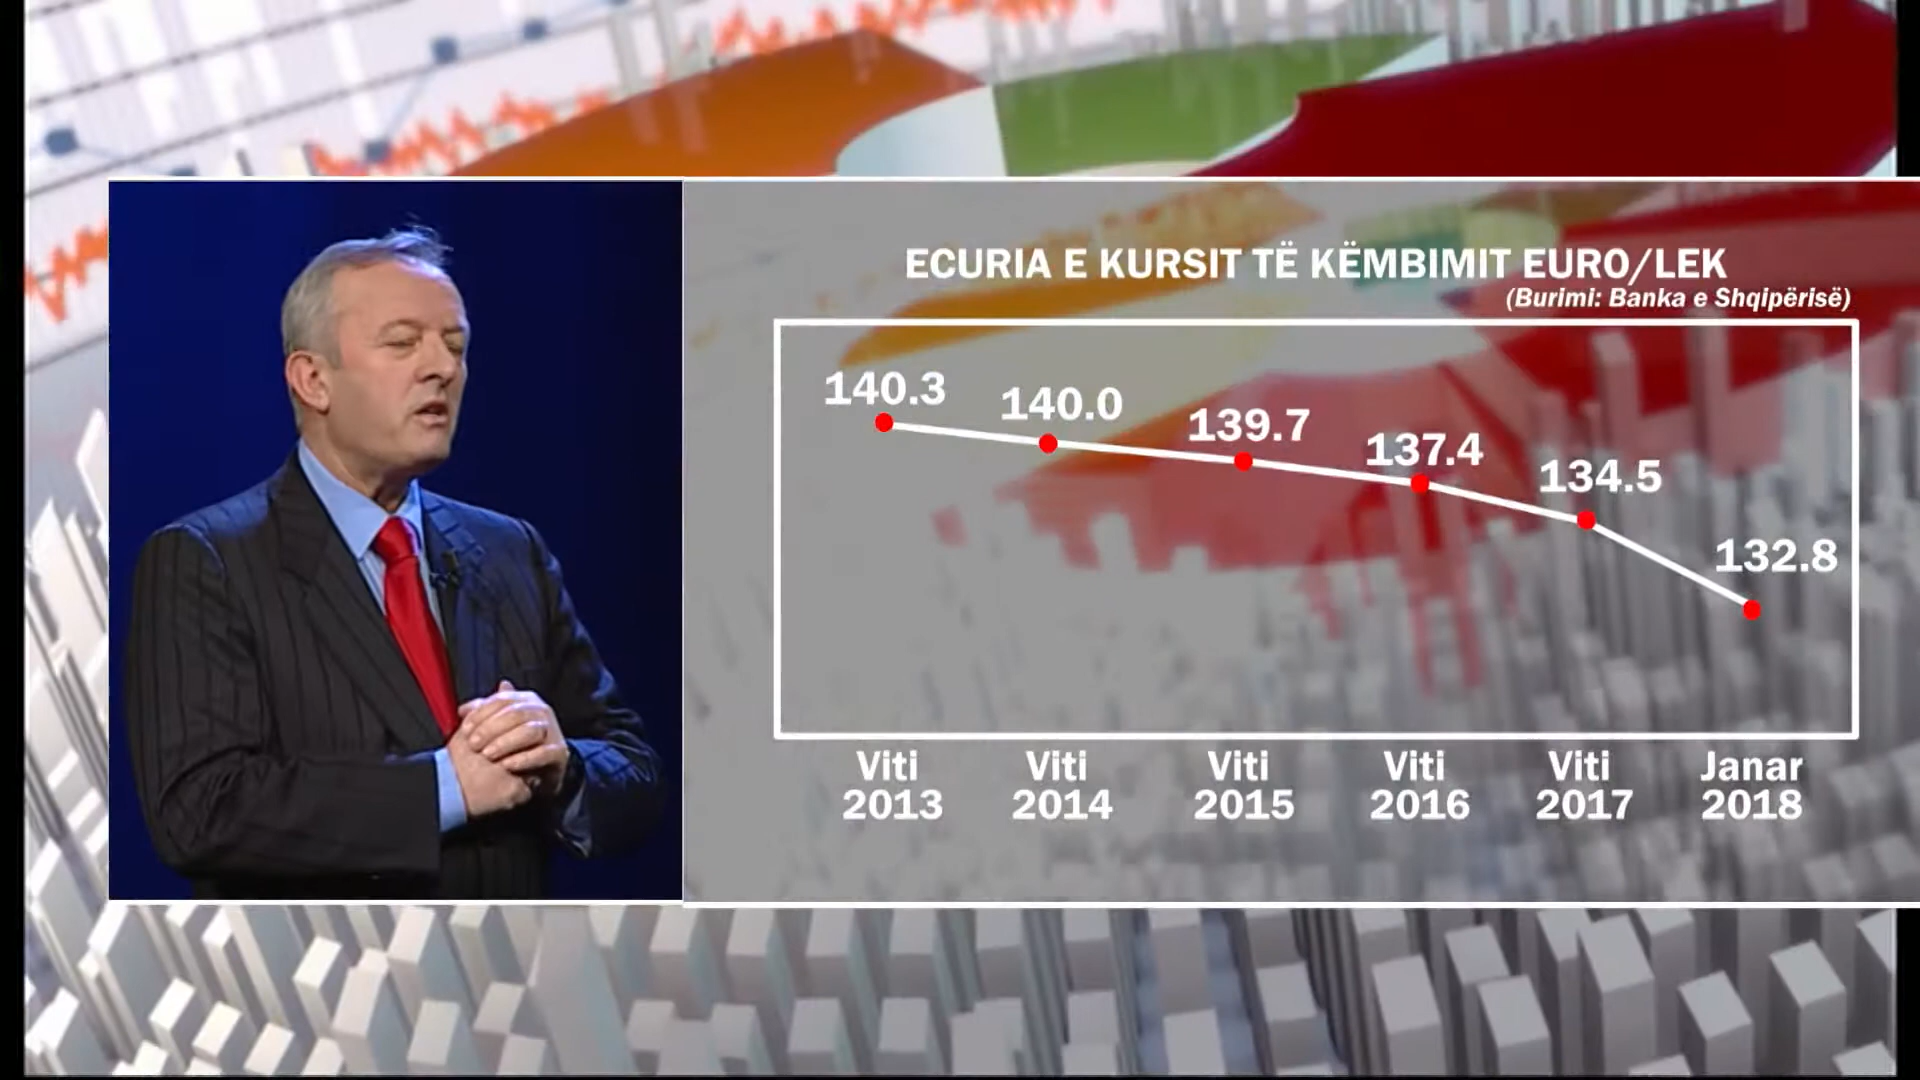 ECURIA E KURSIT TË KËMBIMIT EURO/LEK
(Burimi: Banka e Shqipërisë)
140.3
140.0
139.7
137.4
134.5
132.8
Viti 2013
Viti 2014
Viti 2015
Viti 2016
Viti 2017
Janar 2018